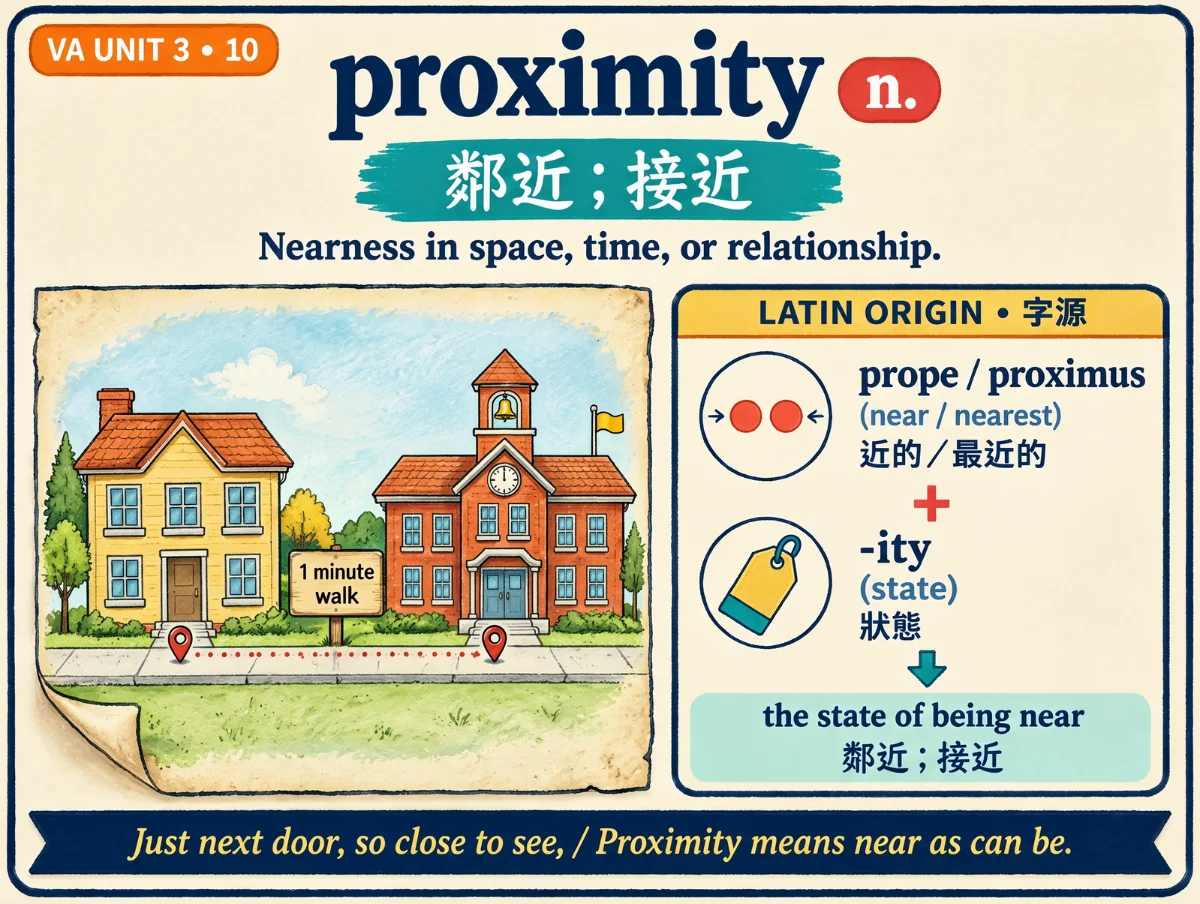 VA UNIT 3 • 10
proximity n.
鄰近；接近
Nearness in space, time, or relationship.
1 minute
walk
LATIN ORIGIN • 字源
prope / proximus
(near / nearest)
近的／最近的
+
-ity
(state)
狀態
the state of being near
鄰近；接近
Just next door, so close to see, / Proximity means near as can be.